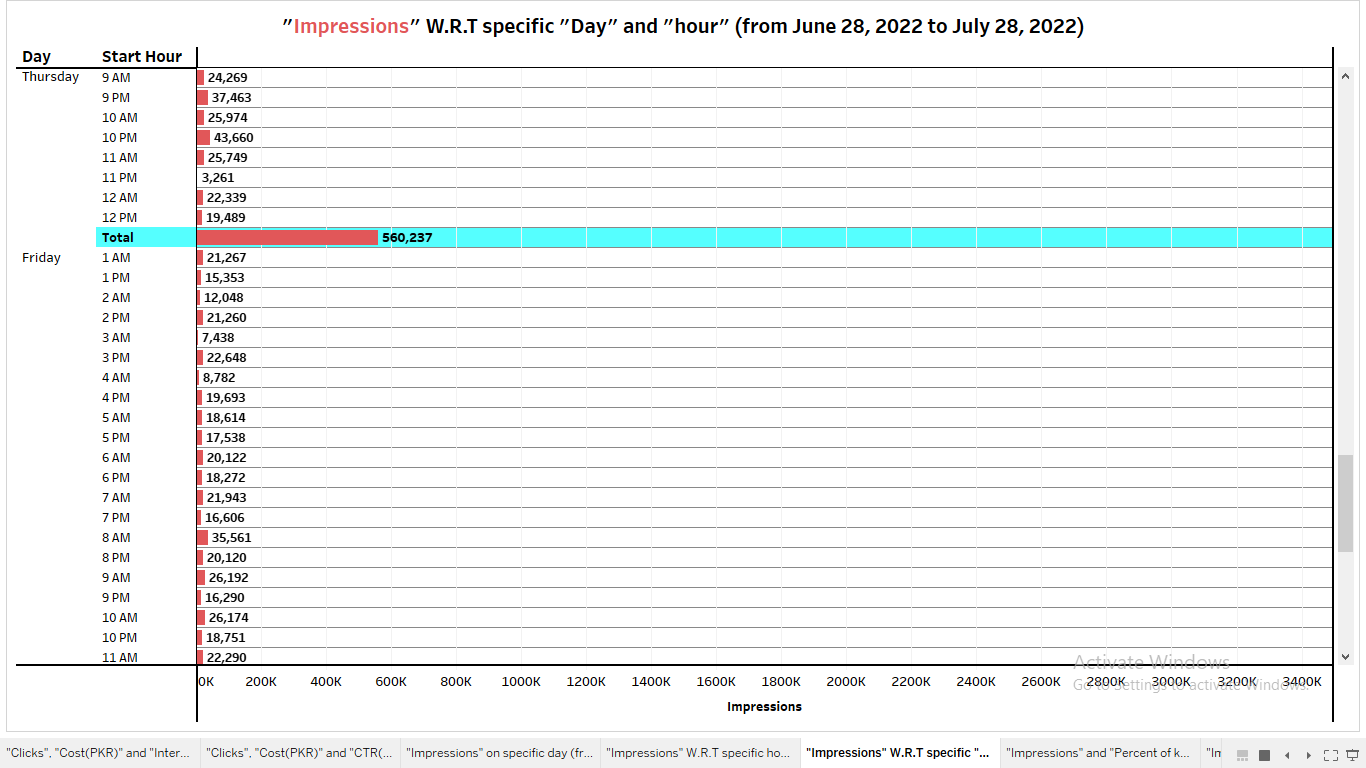 "Impressions" W.R.T specific "Day" and "hour" (from June 28, 2022 to July 28, 2022)
Day Start Hour
Thursday 9 AM 24,269
9 PM 37,463
10 AM 25,974
10 PM 43,660
11 AM 25,749
11 PM 3,261
12 AM 22,339
12 PM 19,489
Total 560,237
Friday 1 AM 21,267
1 PM 15,353
2 AM 12,048
2 PM 21,260
3 AM 7,438
3 PM 22,648
4 AM 8,782
4 PM 19,693
5 AM 18,614
5 PM 17,538
6 AM 20,122
6 PM 18,272
7 AM 21,943
7 PM 16,606
8 AM 35,561
8 PM 20,120
9 AM 26,192
9 PM 16,290
10 AM 26,174
10 PM 18,751
11 AM 22,290
Activate Windows
Go to Settings to activate Windows.
0K 200K 400K 600K 800K 1000K 1200K 1400K 1600K 1800K 2000K 2200K 2400K 2600K 2800K 3000K 3200K 3400K
Impressions
"Clicks", "Cost(PKR)" and "Inter... "Clicks", "Cost(PKR)" and "CTR(... "Impressions" on specific day (fr... "Impressions" W.R.T specific ho... "Impressions" W.R.T specific "... "Impressions" and "Percent of k... "In